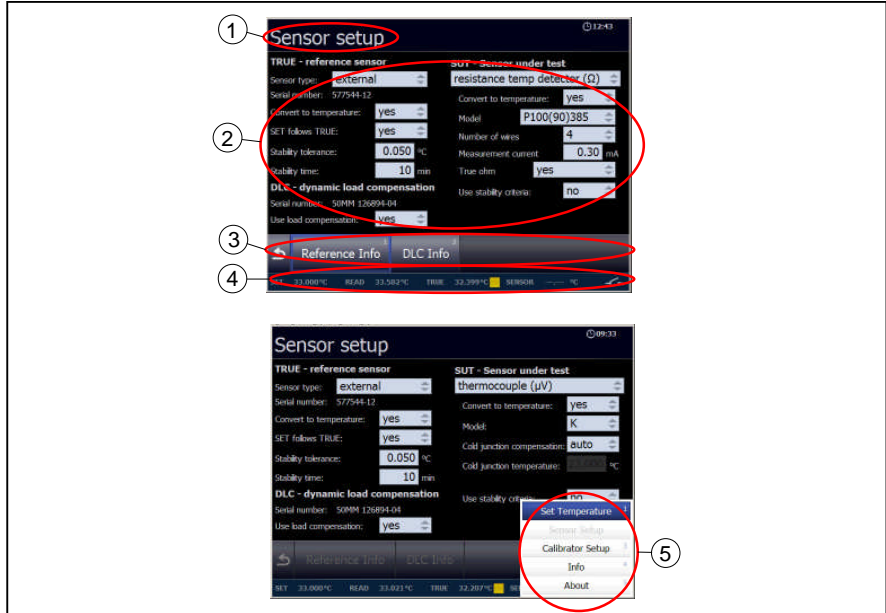 1
12:43
Sensor setup
TRUE - reference sensor
Sensor type: external
Serial number: 577544-12
Convert to temperature: yes
SET follows TRUE: yes
Stability tolerance: 0.050 °C
Stability time: 10 min
DLC - dynamic load compensation
Serial number: 50MM 126894-04
Use load compensation: yes
SUT - Sensor under test
resistance temp detector (Ω)
Convert to temperature: yes
Model P100(90)385
Number of wires 4
Measurement current 0.30 mA
True ohm yes
Use stability criteria: no
2
3
Reference Info 1
DLC Info 2
4
SET 33.000°C READ 33.582°C TRUE 32.399°C SENSOR --,--- °C
09:33
Sensor setup
TRUE - reference sensor
Sensor type: external
Serial number: 577544-12
Convert to temperature: yes
SET follows TRUE: yes
Stability tolerance: 0.050 °C
Stability time: 10 min
DLC - dynamic load compensation
Serial number: 50MM 126894-04
Use load compensation: yes
SUT - Sensor under test
thermocouple (µV)
Convert to temperature: yes
Model: K
Cold junction compensation: auto
Cold junction temperature: °C
Use stability criteria: no
Set Temperature 1
Sensor Setup
Calibrator Setup 3
Info
About
5
Reference Info
DLC Info
SET 33.000°C READ 33.021°C TRUE 32.207°C